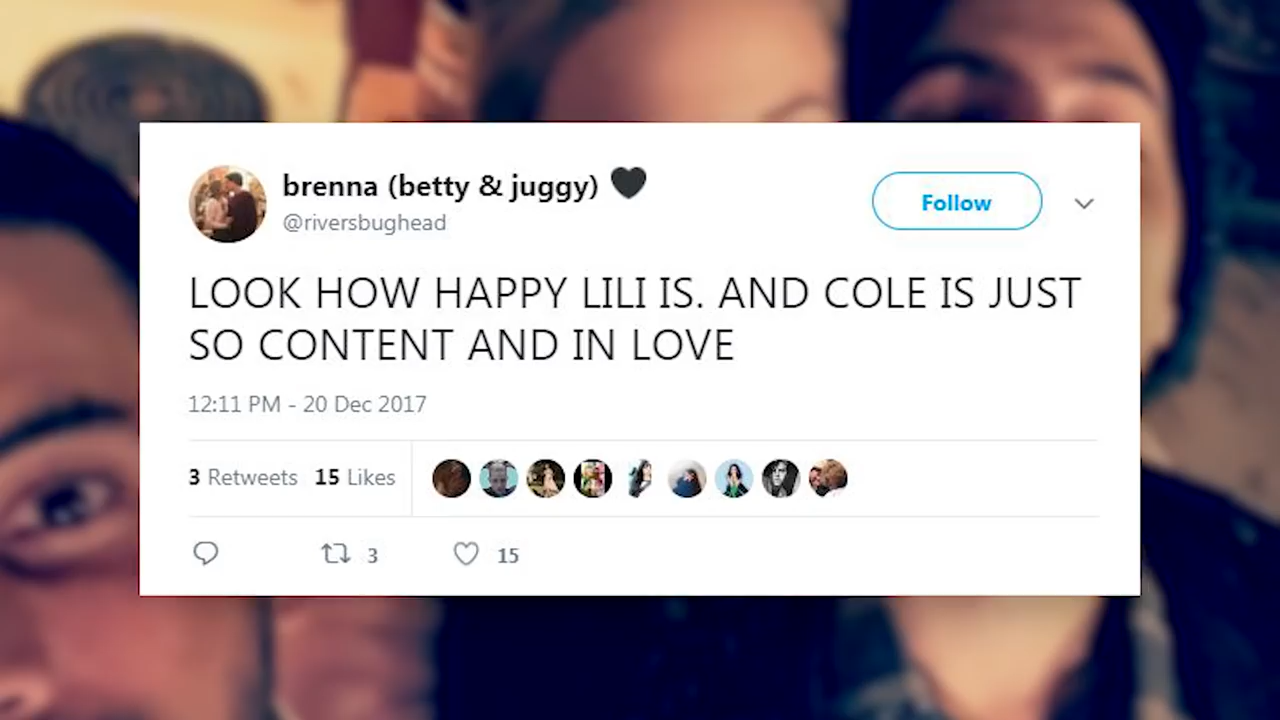 brenna (betty & juggy) 🖤
@riversbughead
Follow
LOOK HOW HAPPY LILI IS. AND COLE IS JUST
SO CONTENT AND IN LOVE
12:11 PM - 20 Dec 2017
3 Retweets 15 Likes
3 15